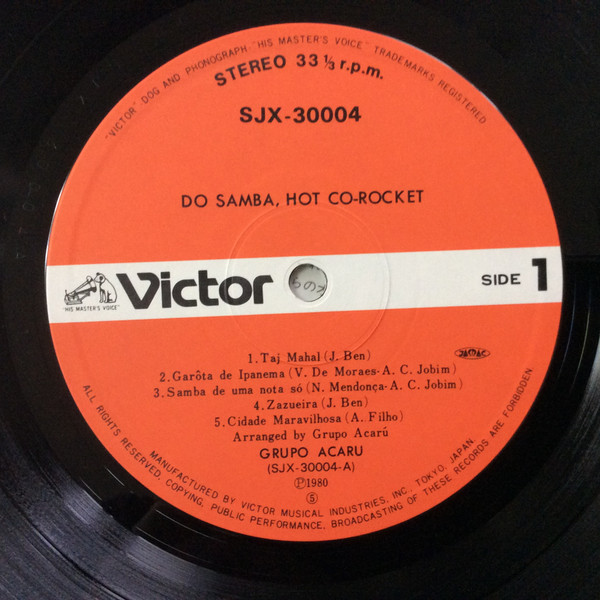 "VICTOR" DOG AND PHONOGRAPH-"HIS MASTER'S VOICE" TRADEMARKS REGISTERED
STEREO 33 ⅓ r.p.m.
SJX-30004
DO SAMBA, HOT CO-ROCKET
Victor
"HIS MASTER'S VOICE"
SIDE 1
1. Taj Mahal (J. Ben)
JASRAC
2. Garôta de Ipanema (V. De Moraes-A. C. Jobim)
3. Samba de uma nota só (N. Mendonça-A. C. Jobim)
4. Zazueira (J. Ben)
5. Cidade Maravilhosa (A. Filho)
Arranged by Grupo Acarú
GRUPO ACARU
(SJX-30004-A)
Ⓟ1980
⑤
ALL RIGHTS RESERVED. COPYING, PUBLIC PERFORMANCE, BROADCASTING OF THESE RECORDS ARE FORBIDDEN
MANUFACTURED BY VICTOR MUSICAL INDUSTRIES, INC. TOKYO, JAPAN.